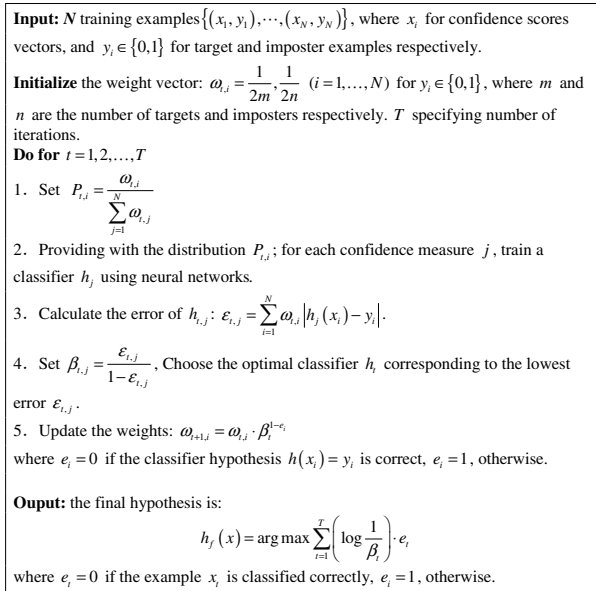 Input: N training examples {(x₁, y₁), ⋯, (x_N, y_N)}, where x_i for confidence scores
vectors, and y_i ∈ {0,1} for target and imposter examples respectively.
Initialize the weight vector: ω_{t,i} = 1/2m, 1/2n (i = 1,…, N) for y_i ∈ {0,1}, where m and
n are the number of targets and imposters respectively. T specifying number of
iterations.
Do for t = 1,2,…,T
1. Set P_{t,i} = ω_{t,i} / ∑_{j=1}^{N} ω_{t,j}
2. Providing with the distribution P_{t,i}; for each confidence measure j, train a
classifier h_j using neural networks.
3. Calculate the error of h_{t,j}: ε_{t,j} = ∑_{i=1}^{N} ω_{t,i} |h_j(x_i) − y_i|.
4. Set β_{t,j} = ε_{t,j} / (1 − ε_{t,j}), Choose the optimal classifier h_t corresponding to the lowest
error ε_{t,j}.
5. Update the weights: ω_{t+1,i} = ω_{t,i} · β_t^{1−e_i}
where e_i = 0 if the classifier hypothesis h(x_i) = y_i is correct, e_i = 1, otherwise.
Ouput: the final hypothesis is:
h_f(x) = arg max ∑_{t=1}^{T} (log 1/β_t) · e_t
where e_t = 0 if the example x_t is classified correctly, e_i = 1, otherwise.